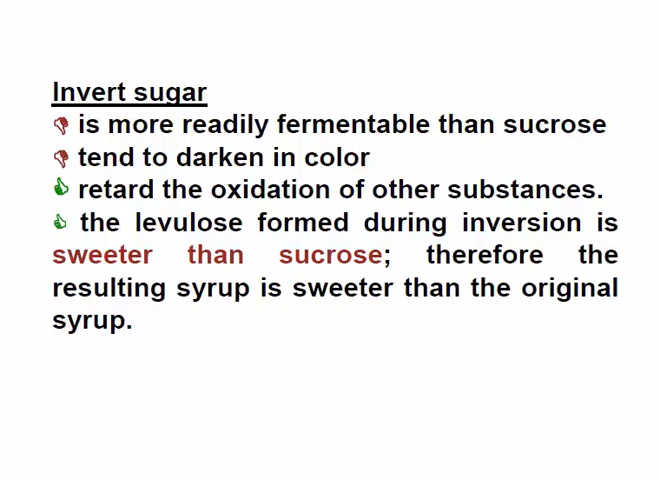 Invert sugar
👎 is more readily fermentable than sucrose
👎 tend to darken in color
👍 retard the oxidation of other substances.
👍 the levulose formed during inversion is
sweeter than sucrose; therefore the
resulting syrup is sweeter than the original
syrup.